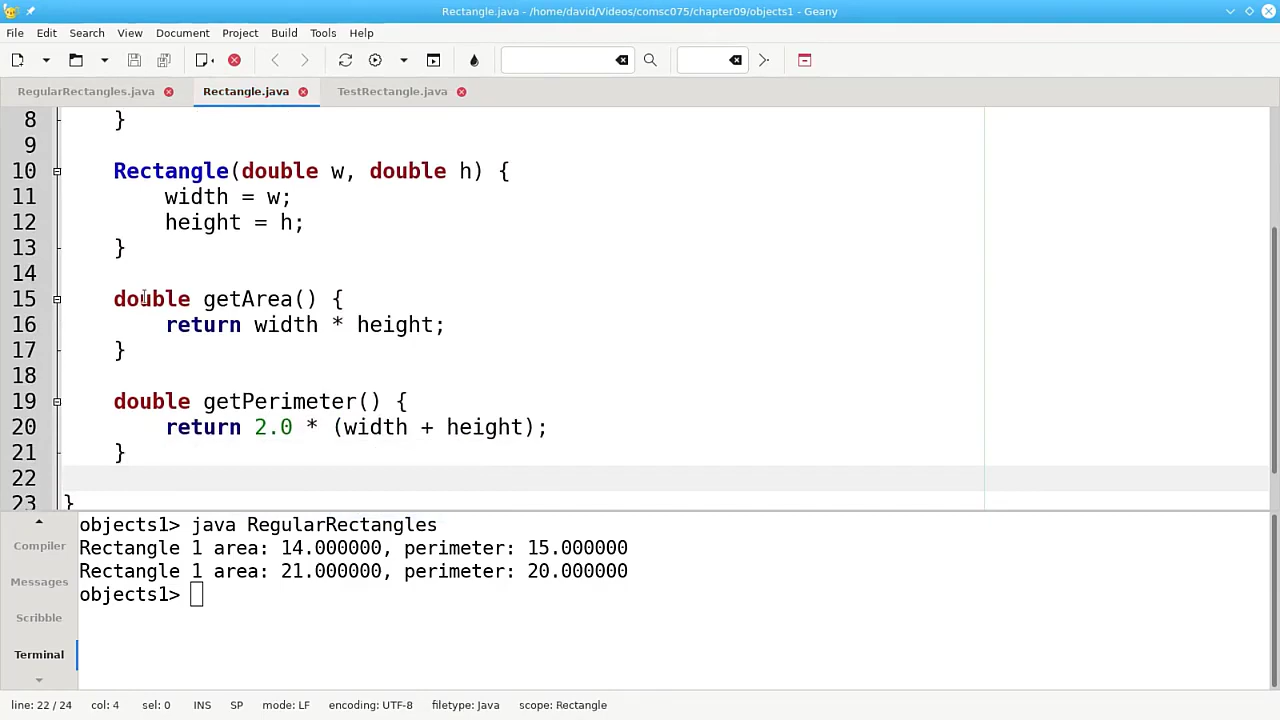 Rectangle.java - /home/david/Videos/comsc075/chapter09/objects1 - Geany
File Edit Search View Document Project Build Tools Help
RegularRectangles.java Rectangle.java TestRectangle.java
8 }
9
10 Rectangle(double w, double h) {
11 width = w;
12 height = h;
13 }
14
15 double getArea() {
16 return width * height;
17 }
18
19 double getPerimeter() {
20 return 2.0 * (width + height);
21 }
22
23 }
objects1> java RegularRectangles
Compiler
Rectangle 1 area: 14.000000, perimeter: 15.000000
Rectangle 1 area: 21.000000, perimeter: 20.000000
Messages
objects1>
Scribble
Terminal
line: 22 / 24 col: 4 sel: 0 INS SP mode: LF encoding: UTF-8 filetype: Java scope: Rectangle